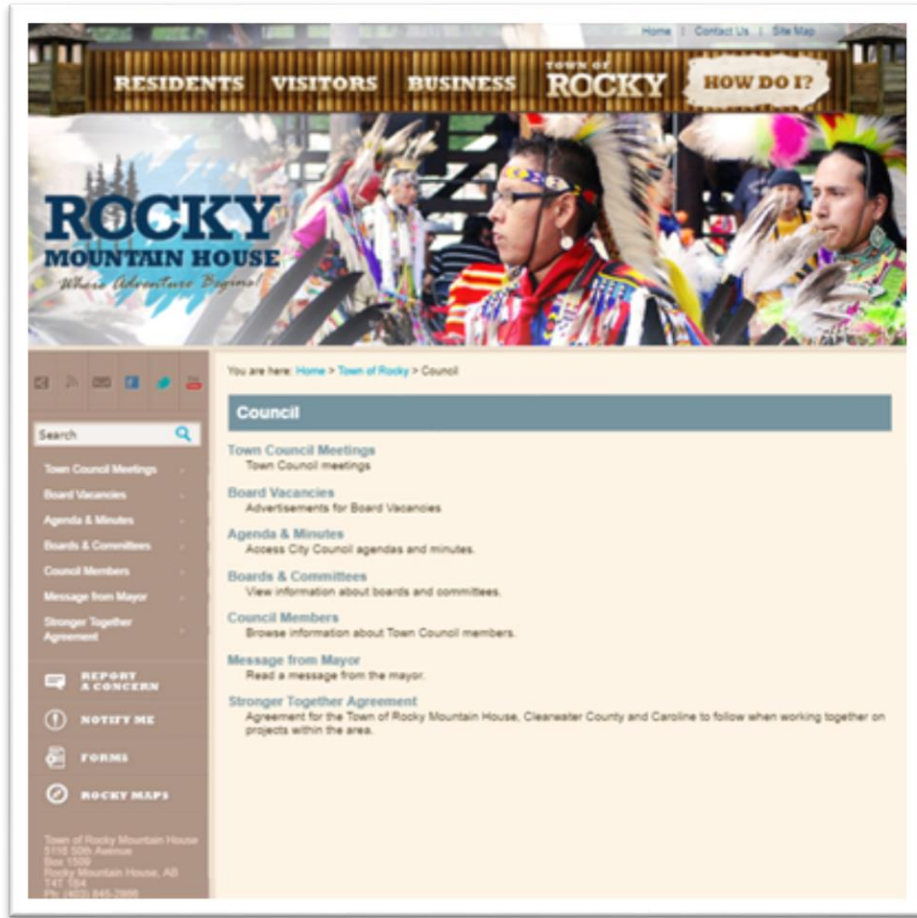 Home | Contact Us | Site Map
RESIDENTS VISITORS BUSINESS TOWN OF ROCKY HOW DO I?
ROCKY
MOUNTAIN HOUSE
Where Adventure Begins!
You are here: Home > Town of Rocky > Council
Search
Town Council Meetings
Board Vacancies
Agenda & Minutes
Boards & Committees
Council Members
Message from Mayor
Stronger Together
Agreement
REPORT
A CONCERN
NOTIFY ME
FORMS
ROCKY MAPS
Town of Rocky Mountain House
5116 50th Avenue
Box 1509
Rocky Mountain House, AB
T4T 1B4
Ph: (403) 845-2866
Council
Town Council Meetings
Town Council meetings
Board Vacancies
Advertisements for Board Vacancies
Agenda & Minutes
Access City Council agendas and minutes.
Boards & Committees
View information about boards and committees.
Council Members
Browse information about Town Council members.
Message from Mayor
Read a message from the mayor.
Stronger Together Agreement
Agreement for the Town of Rocky Mountain House, Clearwater County and Caroline to follow when working together on
projects within the area.